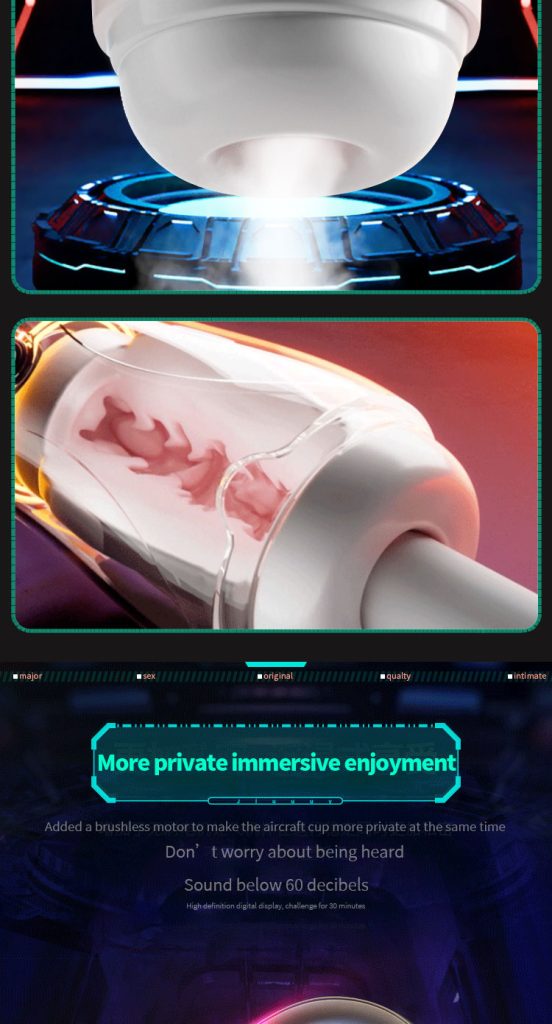 major
sex
original
qualty
intimate
More private immersive enjoyment
Added a brushless motor to make the aircraft cup more private at the same time
Don’t worry about being heard
Sound below 60 decibels
High definition digital display, challenge for 30 minutes